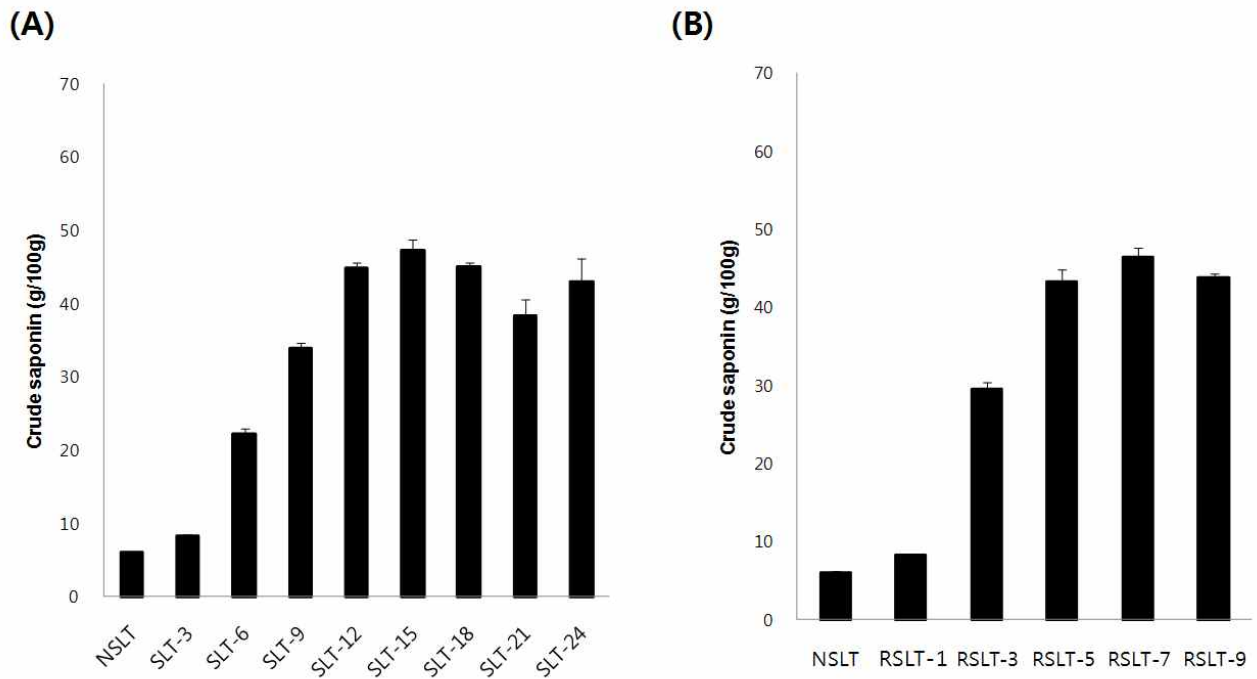 (A)
Crude saponin (g/100g)
70
60
50
40
30
20
10
0
NSLT
SLT-3
SLT-6
SLT-9
SLT-12
SLT-15
SLT-18
SLT-21
SLT-24
(B)
Crude saponin (g/100g)
70
60
50
40
30
20
10
0
NSLT RSLT-1 RSLT-3 RSLT-5 RSLT-7 RSLT-9